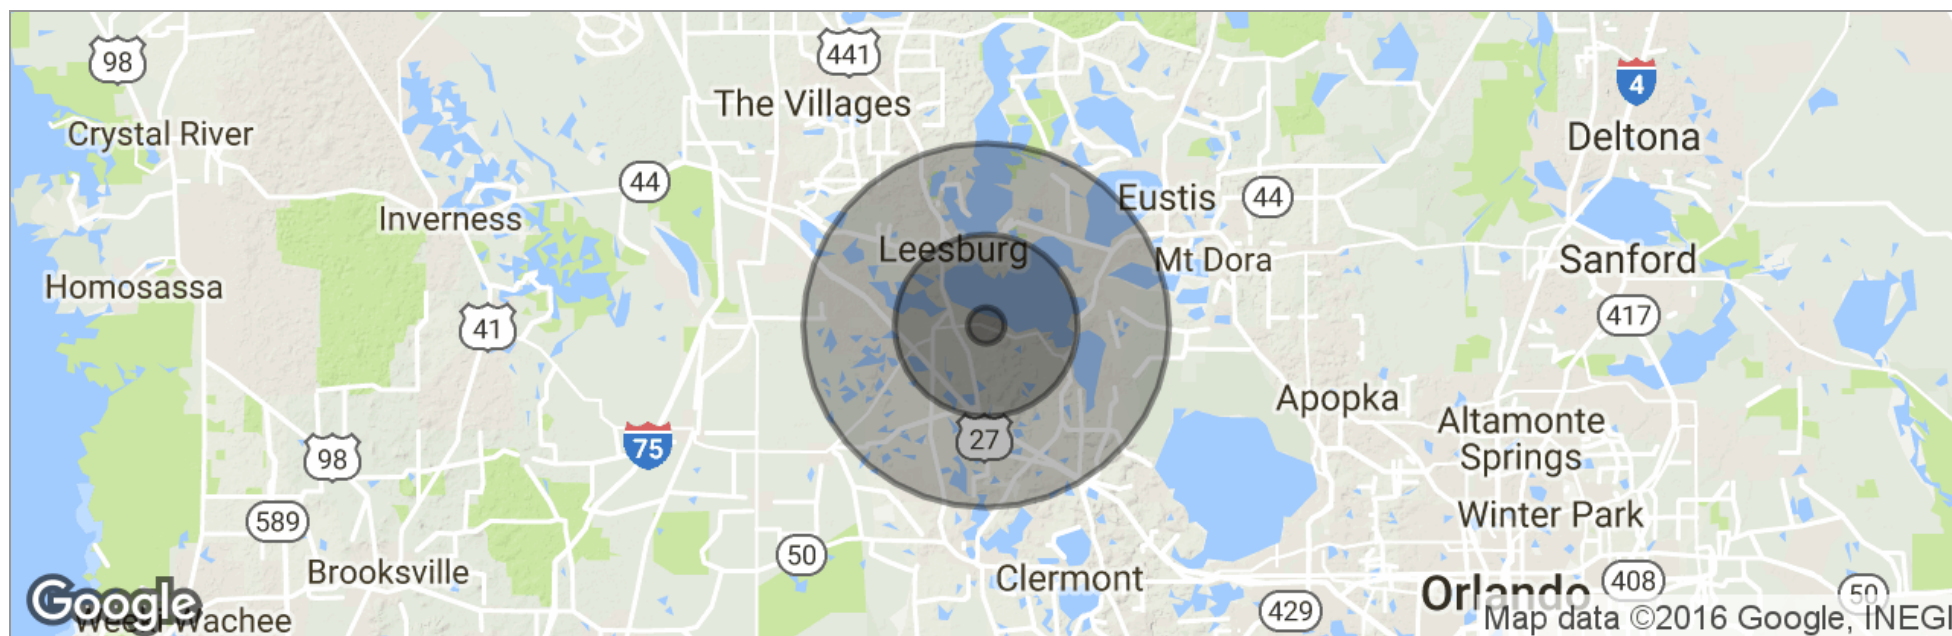 98
441
4
The Villages
Crystal River
Deltona
44
Eustis
44
Inverness
Leesburg
Mt Dora
Sanford
Homosassa
41
417
Apopka
Altamonte
Springs
27
75
98
Winter Park
589
50
Brooksville
Clermont
Orlando
408
50
Google
Weeki Wachee
429
Map data ©2016 Google, INEGI